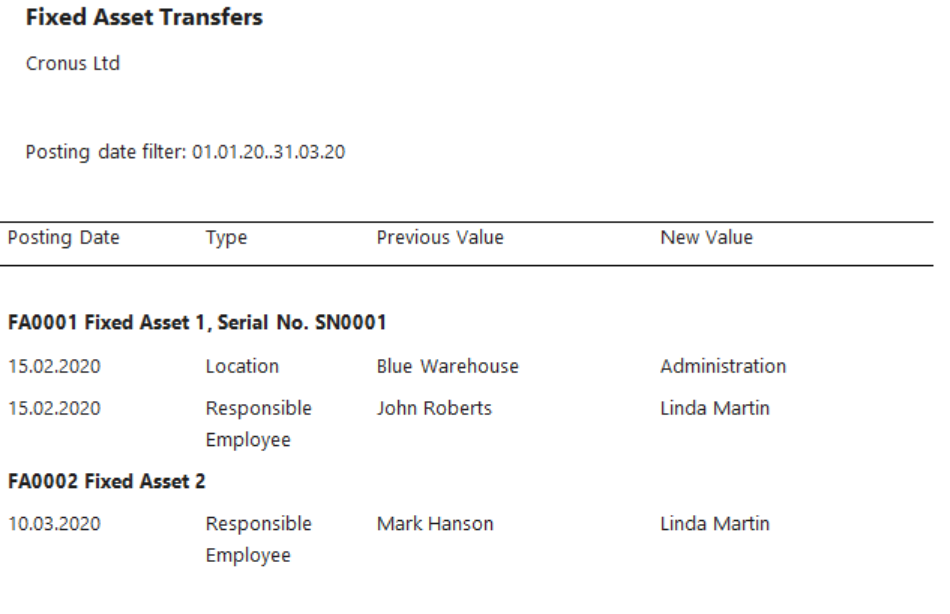 Fixed Asset Transfers
Cronus Ltd
Posting date filter: 01.01.20..31.03.20
Posting Date Type Previous Value New Value
FA0001 Fixed Asset 1, Serial No. SN0001
15.02.2020 Location Blue Warehouse Administration
15.02.2020 Responsible John Roberts Linda Martin
Employee
FA0002 Fixed Asset 2
10.03.2020 Responsible Mark Hanson Linda Martin
Employee